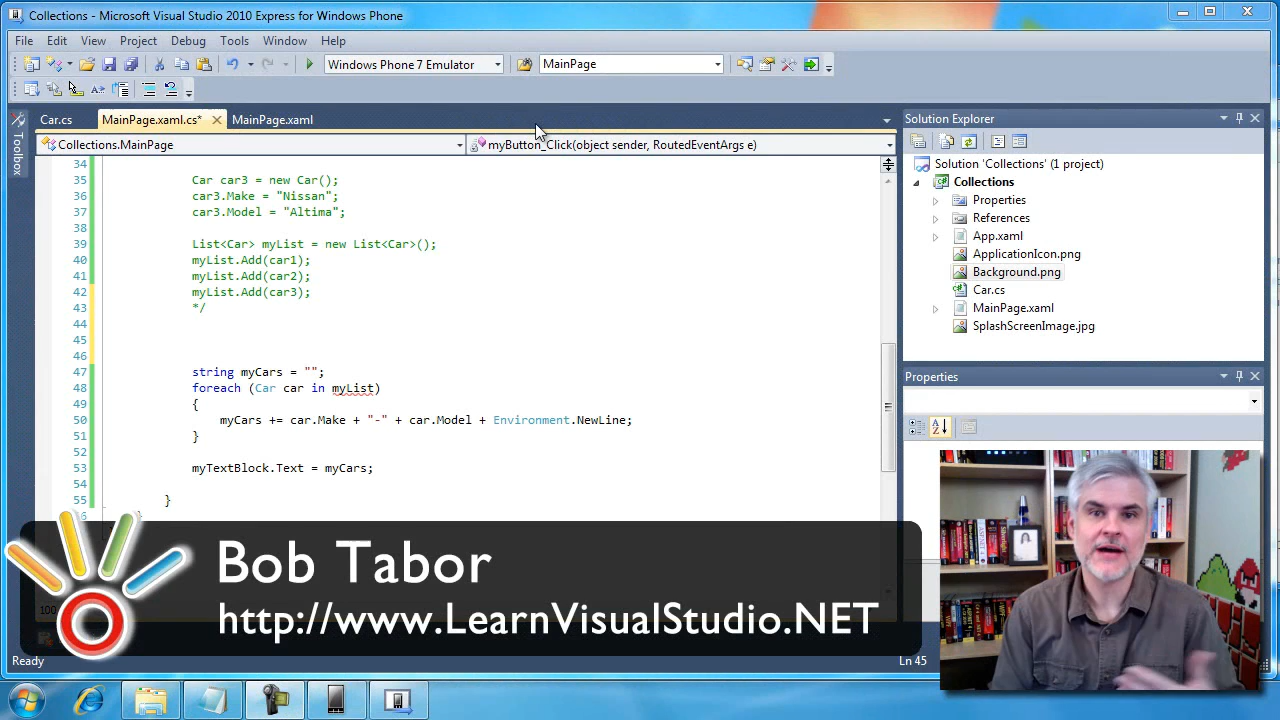 Collections - Microsoft Visual Studio 2010 Express for Windows Phone
File Edit View Project Debug Tools Window Help
Windows Phone 7 Emulator MainPage
Car.cs MainPage.xaml.cs* MainPage.xaml
Collections.MainPage myButton_Click(object sender, RoutedEventArgs e)
Toolbox
34
35 Car car3 = new Car();
36 car3.Make = "Nissan";
37 car3.Model = "Altima";
38
39 List<Car> myList = new List<Car>();
40 myList.Add(car1);
41 myList.Add(car2);
42 myList.Add(car3);
43 */
44
45
46
47 string myCars = "";
48 foreach (Car car in myList)
49 {
50 myCars += car.Make + "-" + car.Model + Environment.NewLine;
51 }
52
53 myTextBlock.Text = myCars;
54
55 }
Solution Explorer
Solution 'Collections' (1 project)
Collections
Properties
References
App.xaml
ApplicationIcon.png
Background.png
Car.cs
MainPage.xaml
SplashScreenImage.jpg
Properties
Bob Tabor
http://www.LearnVisualStudio.NET
100
Ready Ln 45